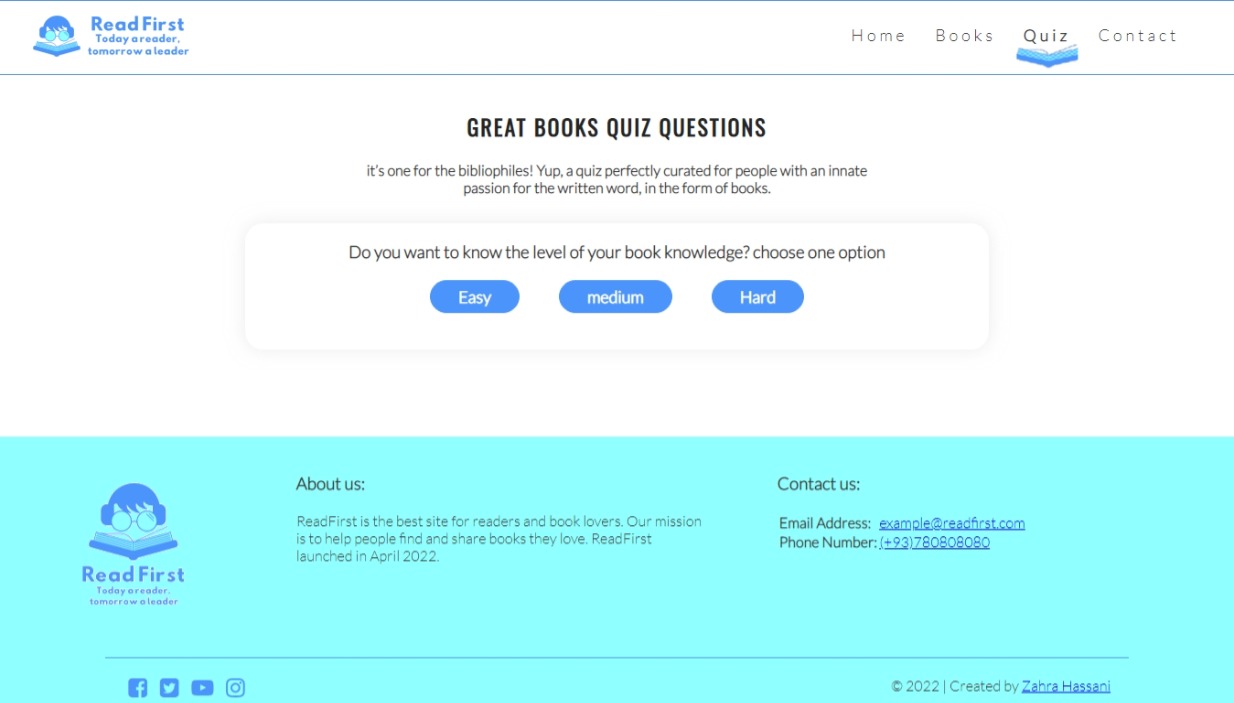 Read First
Today a reader,
tomorrow a leader
Home Books Quiz Contact
GREAT BOOKS QUIZ QUESTIONS
it's one for the bibliophiles! Yup, a quiz perfectly curated for people with an innate
passion for the written word, in the form of books.
Do you want to know the level of your book knowledge? choose one option
Easy medium Hard
Read First
Today a reader,
tomorrow a leader
About us:
ReadFirst is the best site for readers and book lovers. Our mission
is to help people find and share books they love. ReadFirst
launched in April 2022.
Contact us:
Email Address: example@readfirst.com
Phone Number: (+93)780808080
© 2022 | Created by Zahra Hassani